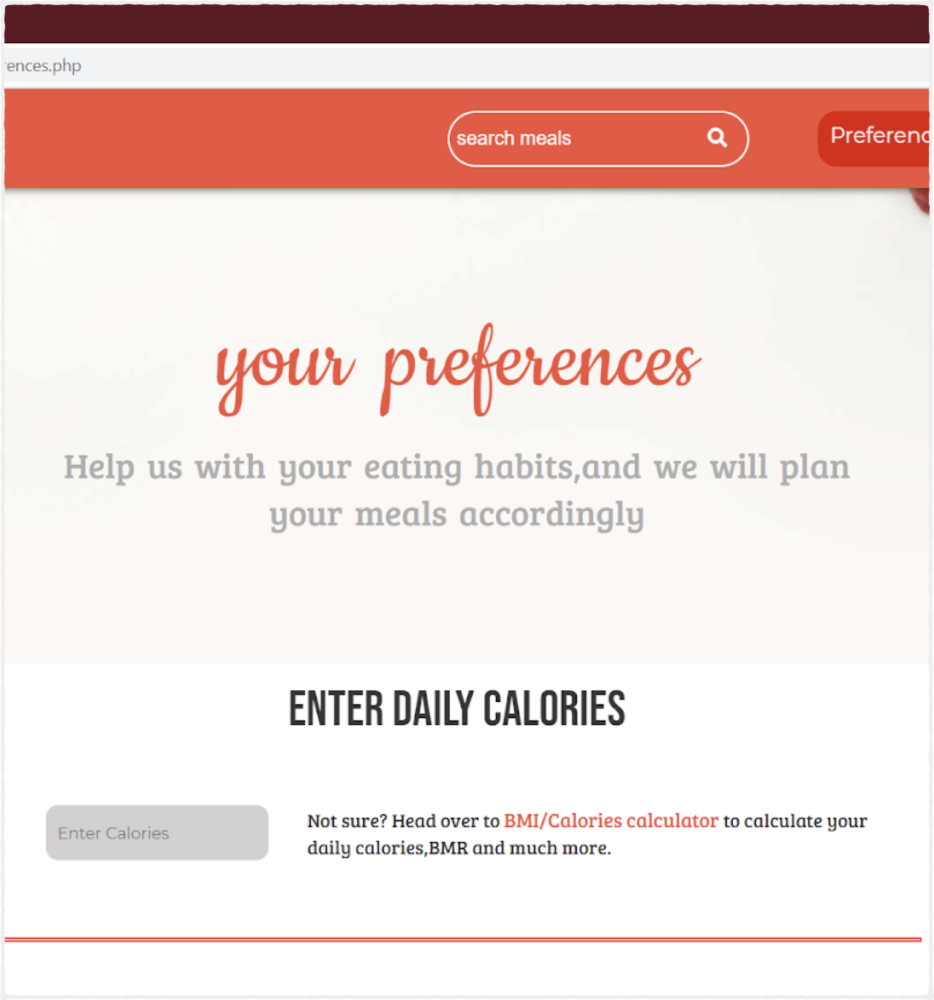 ences.php
search meals
Preferenc
your preferences
Help us with your eating habits,and we will plan
your meals accordingly
ENTER DAILY CALORIES
Enter Calories
Not sure? Head over to BMI/Calories calculator to calculate your
daily calories,BMR and much more.